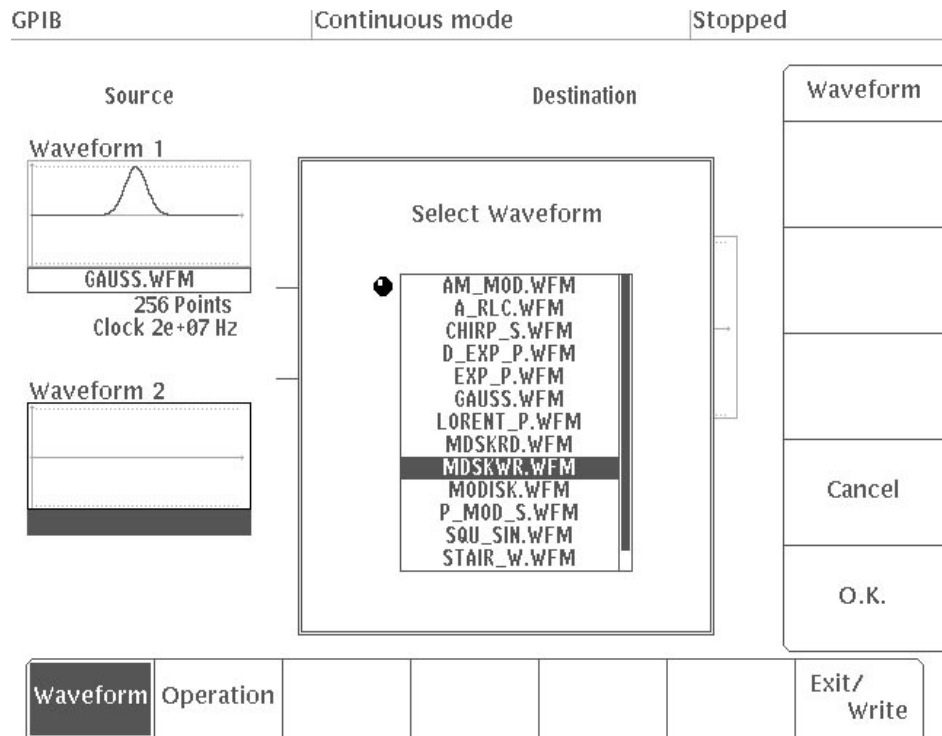 GPIB
Continuous mode
Stopped
Source
Destination
Waveform 1
GAUSS.WFM
256 Points
Clock 2e+07 Hz
Waveform 2
Select Waveform
AM_MOD.WFM
A_RLC.WFM
CHIRP_S.WFM
D_EXP_P.WFM
EXP_P.WFM
GAUSS.WFM
LORENT_P.WFM
MDSKRD.WFM
MDSKWR.WFM
MODISK.WFM
P_MOD_S.WFM
SQU_SIN.WFM
STAIR_W.WFM
Waveform
Cancel
O.K.
Waveform
Operation
Exit/
Write